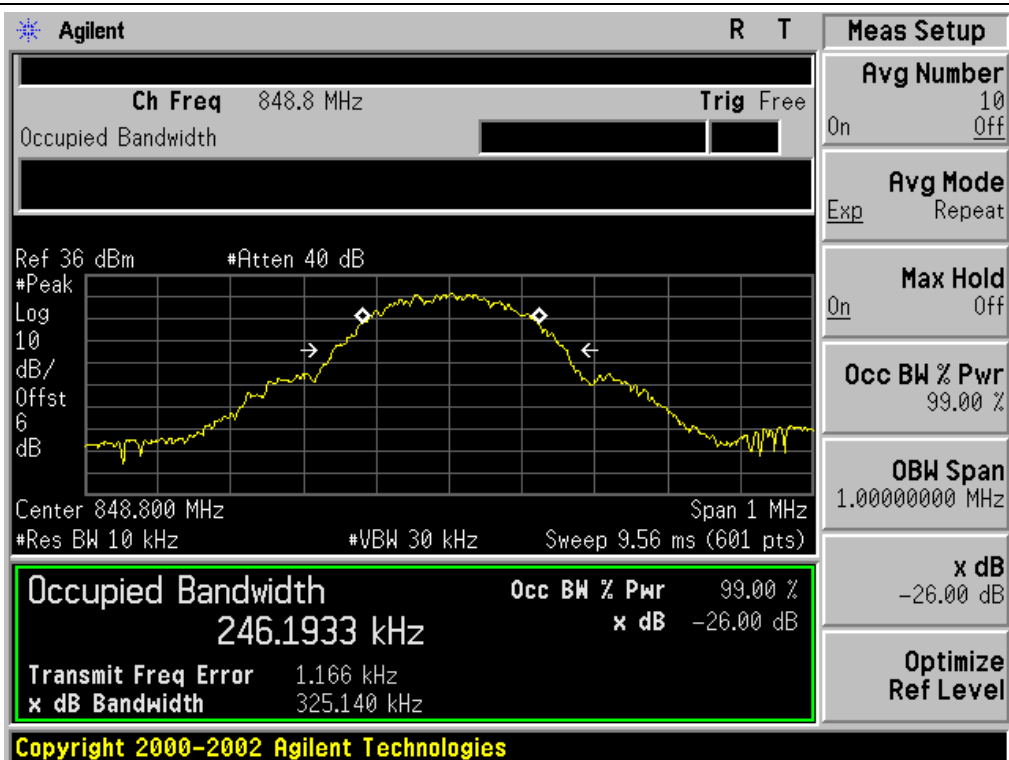 Agilent R T
Ch Freq 848.8 MHz Trig Free
Occupied Bandwidth
Ref 36 dBm #Atten 40 dB
#Peak
Log
10
dB/
Offst
6
dB
Center 848.800 MHz Span 1 MHz
#Res BW 10 kHz #VBW 30 kHz Sweep 9.56 ms (601 pts)
Occupied Bandwidth
246.1933 kHz
Occ BW % Pwr 99.00 %
x dB -26.00 dB
Transmit Freq Error 1.166 kHz
x dB Bandwidth 325.140 kHz
Copyright 2000-2002 Agilent Technologies
Meas Setup
Avg Number
10
On Off
Avg Mode
Exp Repeat
Max Hold
On Off
Occ BW % Pwr
99.00 %
OBW Span
1.00000000 MHz
x dB
-26.00 dB
Optimize
Ref Level